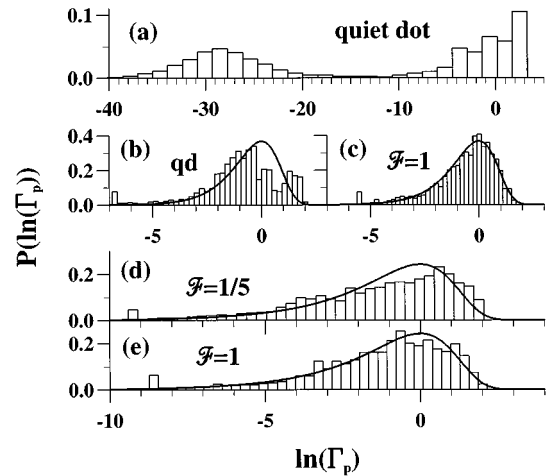 0.1
(a)
quiet dot
0.0
-40 -30 -20 -10 0
0.4
(b)
qd
(c)
ℱ=1
0.2
0.0
-5 0 -5 0
P(ln(Γp))
(d)
0.2
ℱ=1/5
0.0
(e)
0.2
ℱ=1
0.0
-10 -5 0
ln(Γp)